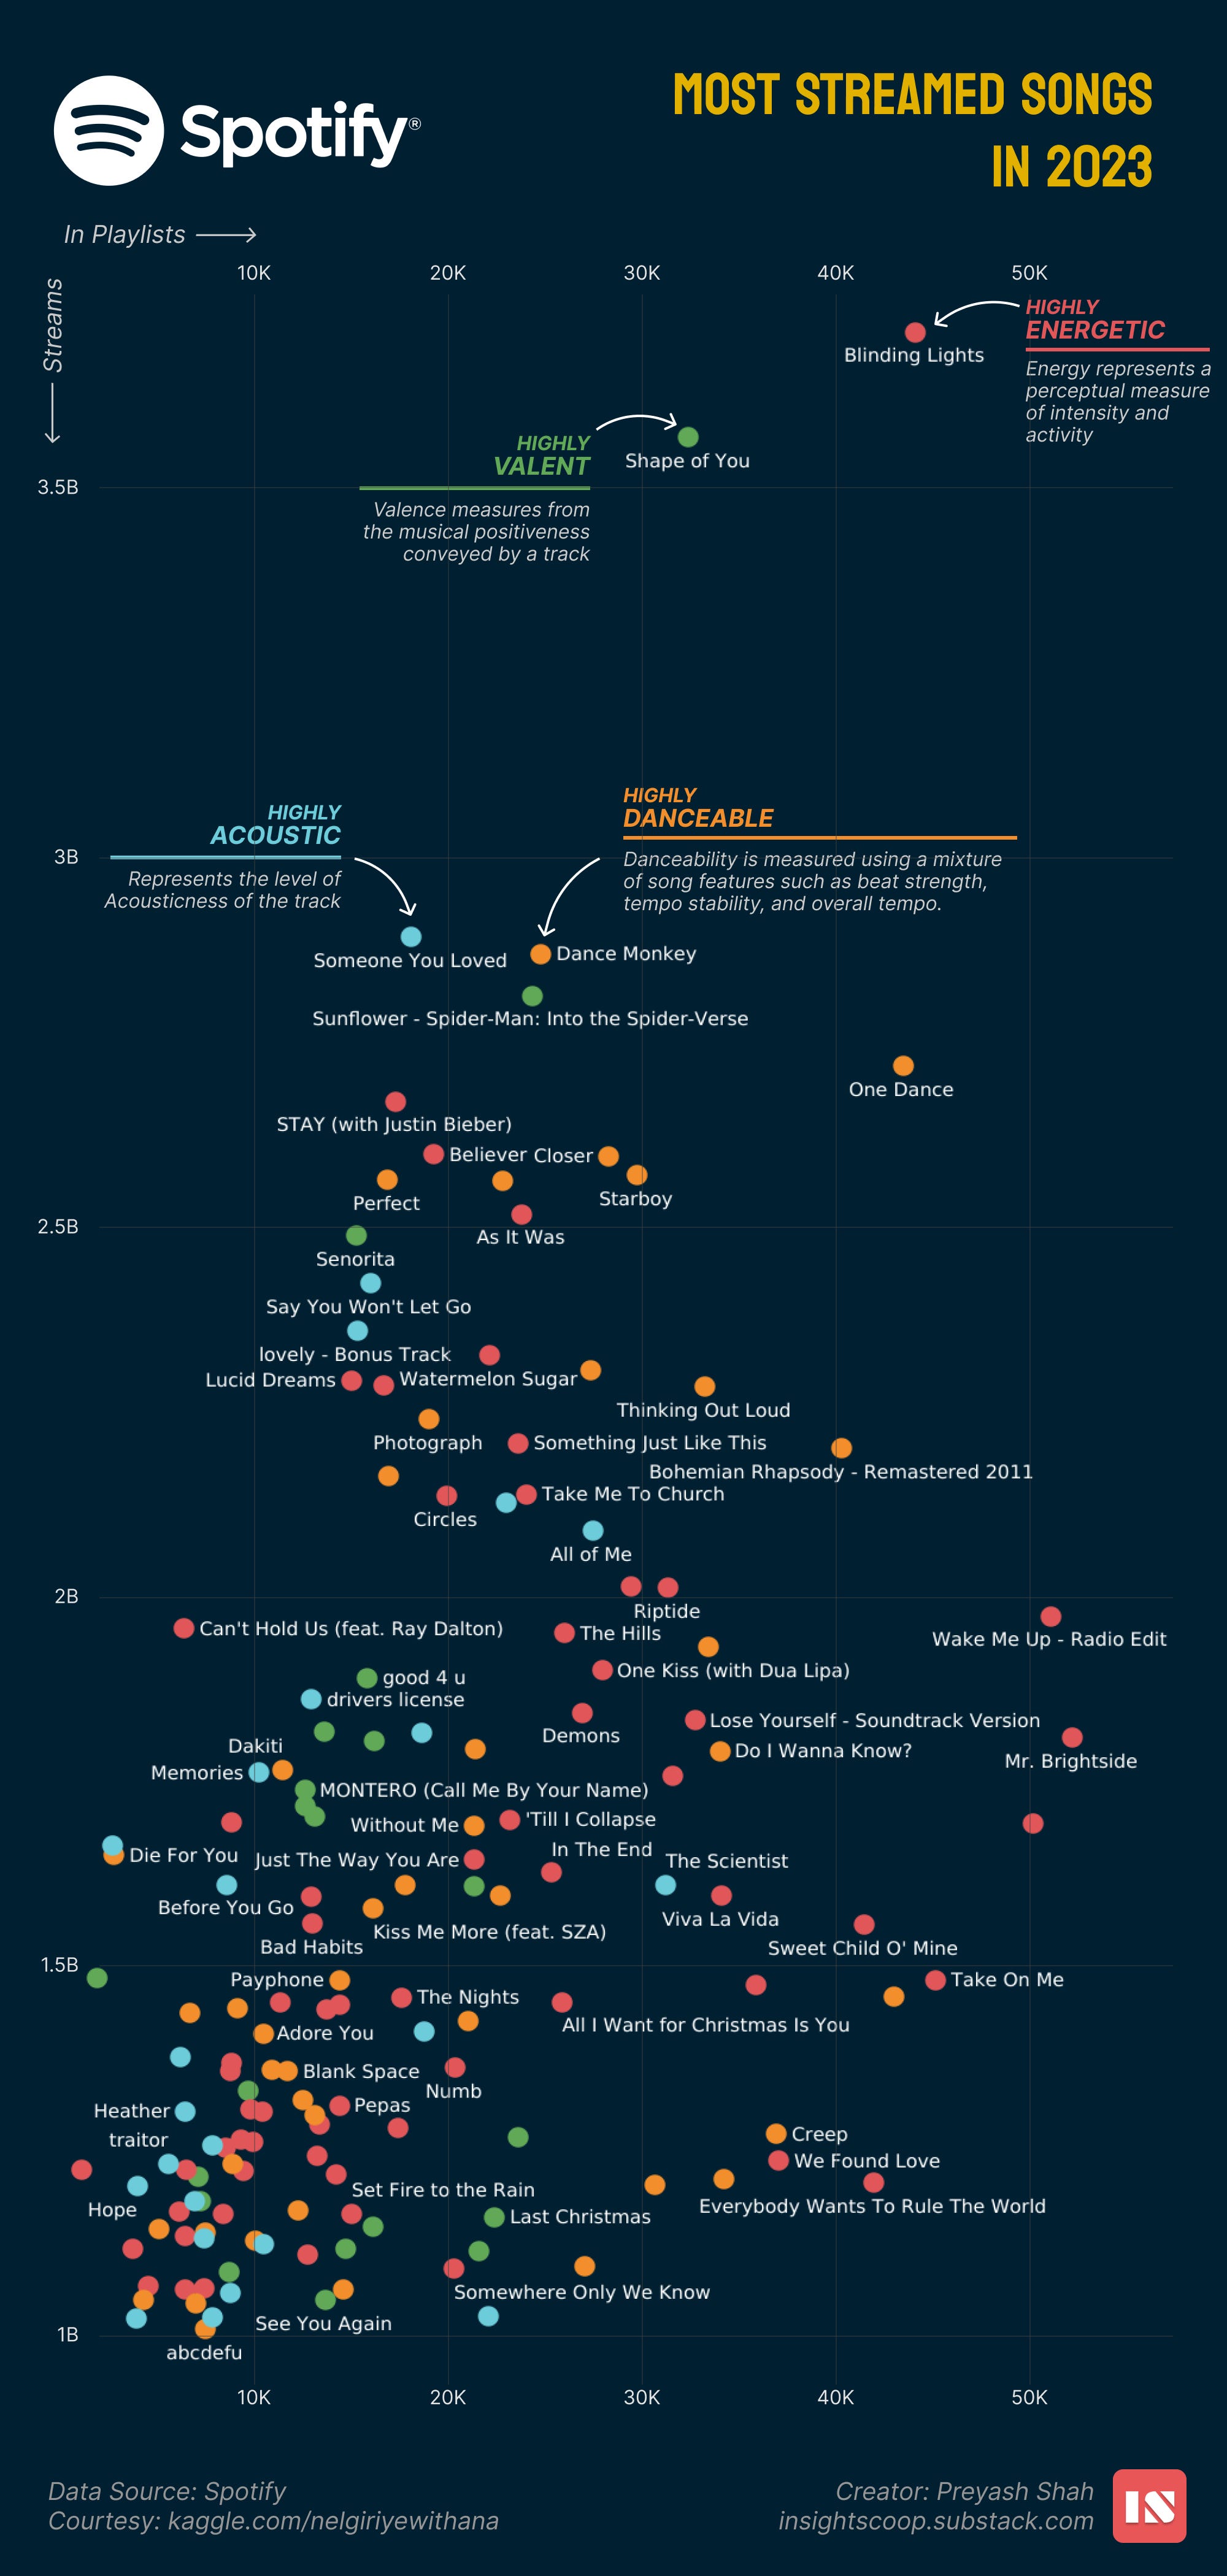 Spotify®
MOST STREAMED SONGS
IN 2023
In Playlists
Streams
10K 20K 30K 40K 50K
HIGHLY
ENERGETIC
Energy represents a
perceptual measure
of intensity and
activity
Blinding Lights
HIGHLY
VALENT
Valence measures from
the musical positiveness
conveyed by a track
Shape of You
3.5B
HIGHLY
ACOUSTIC
Represents the level of
Acousticness of the track
HIGHLY
DANCEABLE
Danceability is measured using a mixture
of song features such as beat strength,
tempo stability, and overall tempo.
3B
Someone You Loved
Dance Monkey
Sunflower - Spider-Man: Into the Spider-Verse
One Dance
STAY (with Justin Bieber)
Believer
Closer
Perfect
Starboy
2.5B
As It Was
Senorita
Say You Won't Let Go
lovely - Bonus Track
Lucid Dreams
Watermelon Sugar
Thinking Out Loud
Photograph
Something Just Like This
Bohemian Rhapsody - Remastered 2011
Take Me To Church
Circles
All of Me
2B
Riptide
Can't Hold Us (feat. Ray Dalton)
The Hills
Wake Me Up - Radio Edit
One Kiss (with Dua Lipa)
good 4 u
drivers license
Demons
Lose Yourself - Soundtrack Version
Dakiti
Do I Wanna Know?
Mr. Brightside
Memories
MONTERO (Call Me By Your Name)
Without Me
'Till I Collapse
In The End
Die For You
Just The Way You Are
The Scientist
Before You Go
Viva La Vida
Kiss Me More (feat. SZA)
Bad Habits
Sweet Child O' Mine
1.5B
Payphone
Take On Me
The Nights
All I Want for Christmas Is You
Adore You
Blank Space
Numb
Pepas
Heather
traitor
Creep
We Found Love
Set Fire to the Rain
Everybody Wants To Rule The World
Hope
Last Christmas
Somewhere Only We Know
See You Again
1B
abcdefu
10K 20K 30K 40K 50K
Data Source: Spotify
Courtesy: kaggle.com/nelgiriyewithana
Creator: Preyash Shah
insightscoop.substack.com
IS